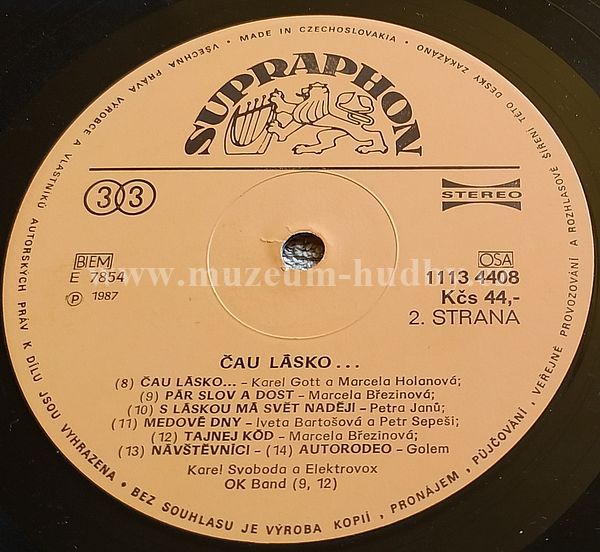 VŠECHNA PRÁVA VÝROBCE A VLASTNÍKŮ AUTORSKÝCH PRÁV K DÍLU JSOU VYHRAZENA • BEZ SOUHLASU JE VÝROBA KOPIÍ, PRONÁJEM, PŮJČOVÁNÍ, VEŘEJNÉ PROVOZOVÁNÍ A ROZHLASOVÉ ŠÍŘENÍ TÉTO DESKY ZAKÁZÁNO • MADE IN CZECHOSLOVAKIA •
SUPRAPHON
33
STEREO
BIEM
E 7854
Ⓟ 1987
OSA
1113 4408
Kčs 44,-
2. STRANA
www.muzeum-hudby.cz
ČAU LÁSKO...
(8) ČAU LÁSKO... – Karel Gott a Marcela Holanová;
(9) PÁR SLOV A DOST – Marcela Březinová;
(10) S LÁSKOU MÁ SVĚT NADĚJI – Petra Janů;
(11) MEDOVÉ DNY – Iveta Bartošová a Petr Sepeši;
(12) TAJNEJ KÓD – Marcela Březinová;
(13) NÁVŠTĚVNÍCI – (14) AUTORODEO – Golem
Karel Svoboda a Elektrovox
OK Band (9, 12)